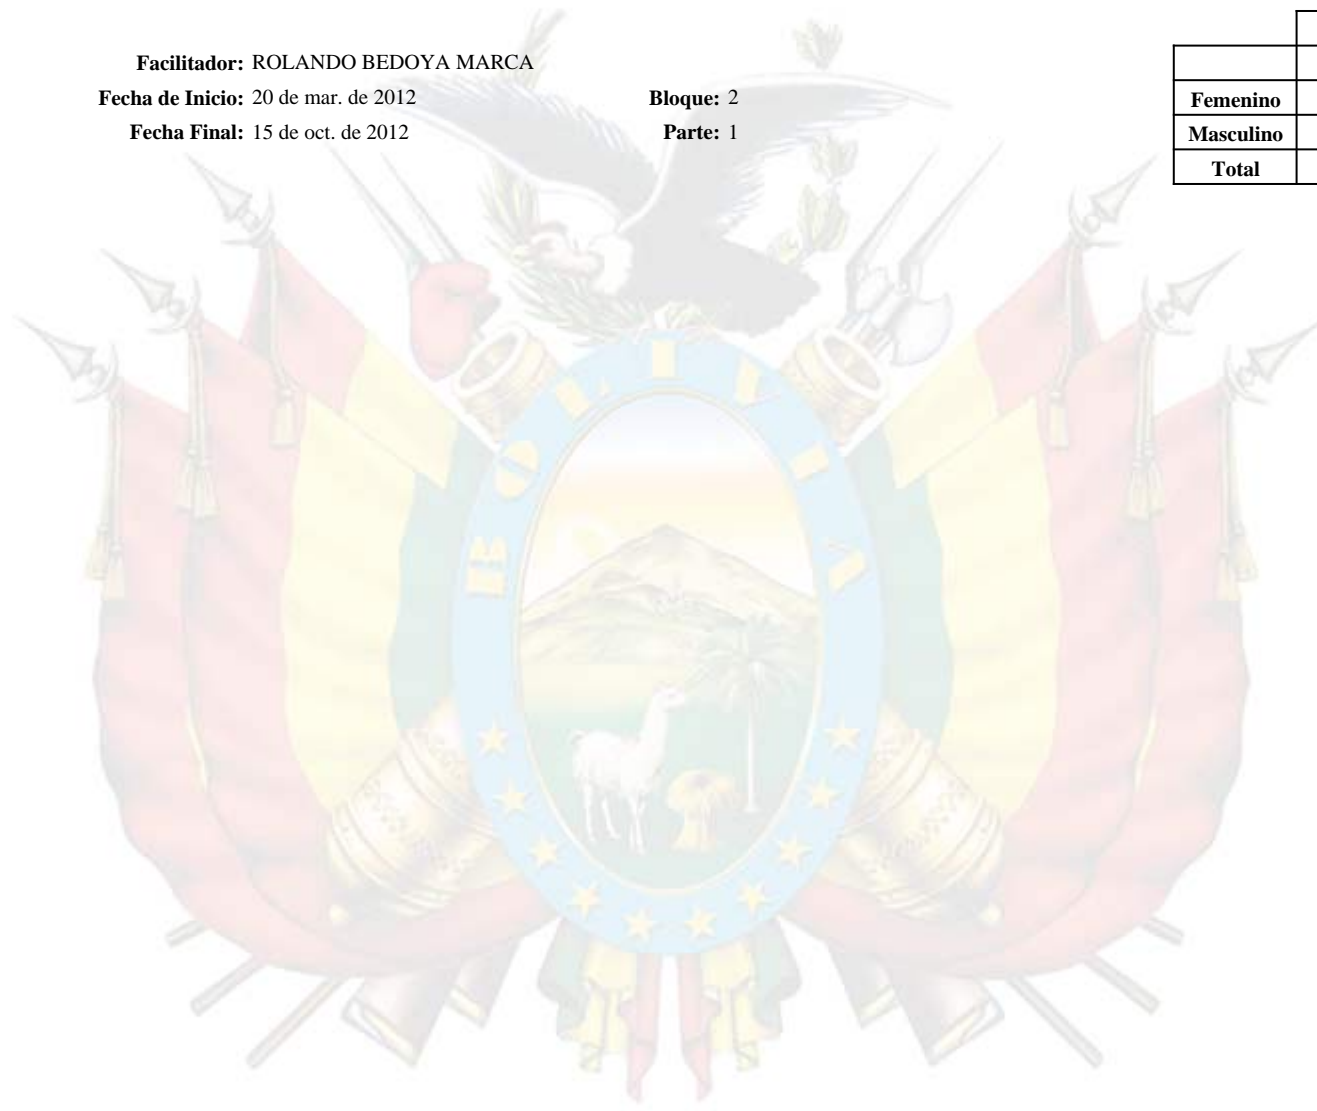 Facilitador: ROLANDO BEDOYA MARCA
Fecha de Inicio: 20 de mar. de 2012 Bloque: 2
Fecha Final: 15 de oct. de 2012 Parte: 1
Femenino
Masculino
Total
BOLIVIA